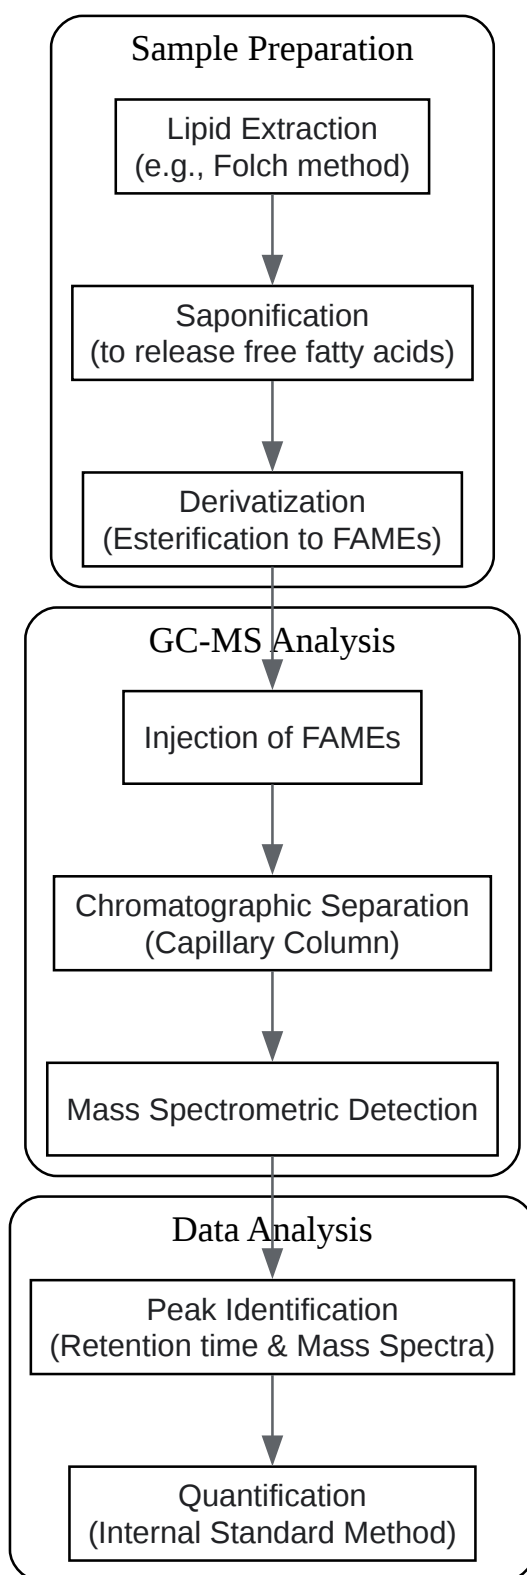 Sample Preparation
Lipid Extraction
(e.g., Folch method)
Saponification
(to release free fatty acids)
Derivatization
(Esterification to FAMEs)
GC-MS Analysis
Injection of FAMEs
Chromatographic Separation
(Capillary Column)
Mass Spectrometric Detection
Data Analysis
Peak Identification
(Retention time & Mass Spectra)
Quantification
(Internal Standard Method)